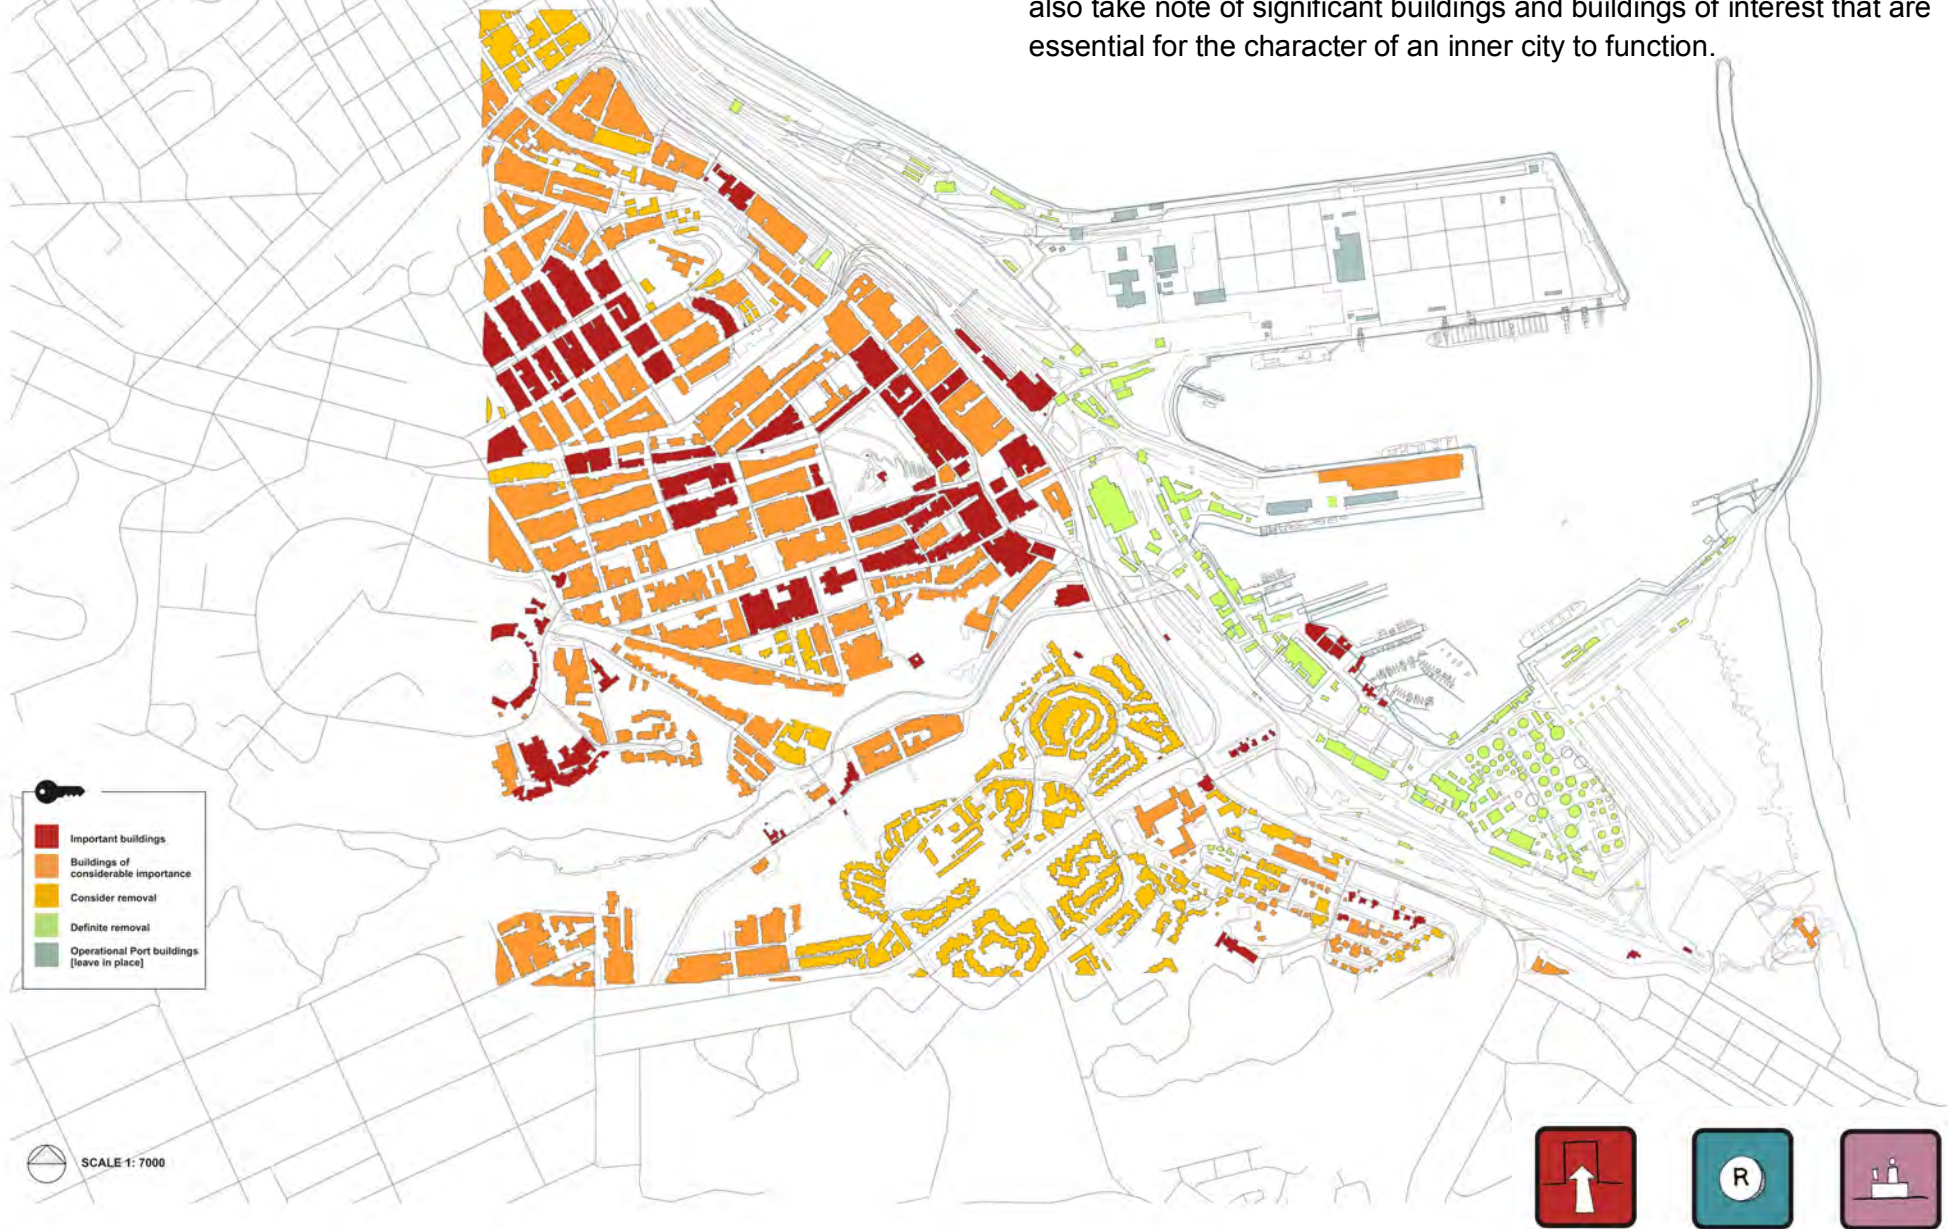 also take note of significant buildings and buildings of interest that are
essential for the character of an inner city to function.
Important buildings
Buildings of
considerable importance
Consider removal
Definite removal
Operational Port buildings
[leave in place]
SCALE 1: 7000
R